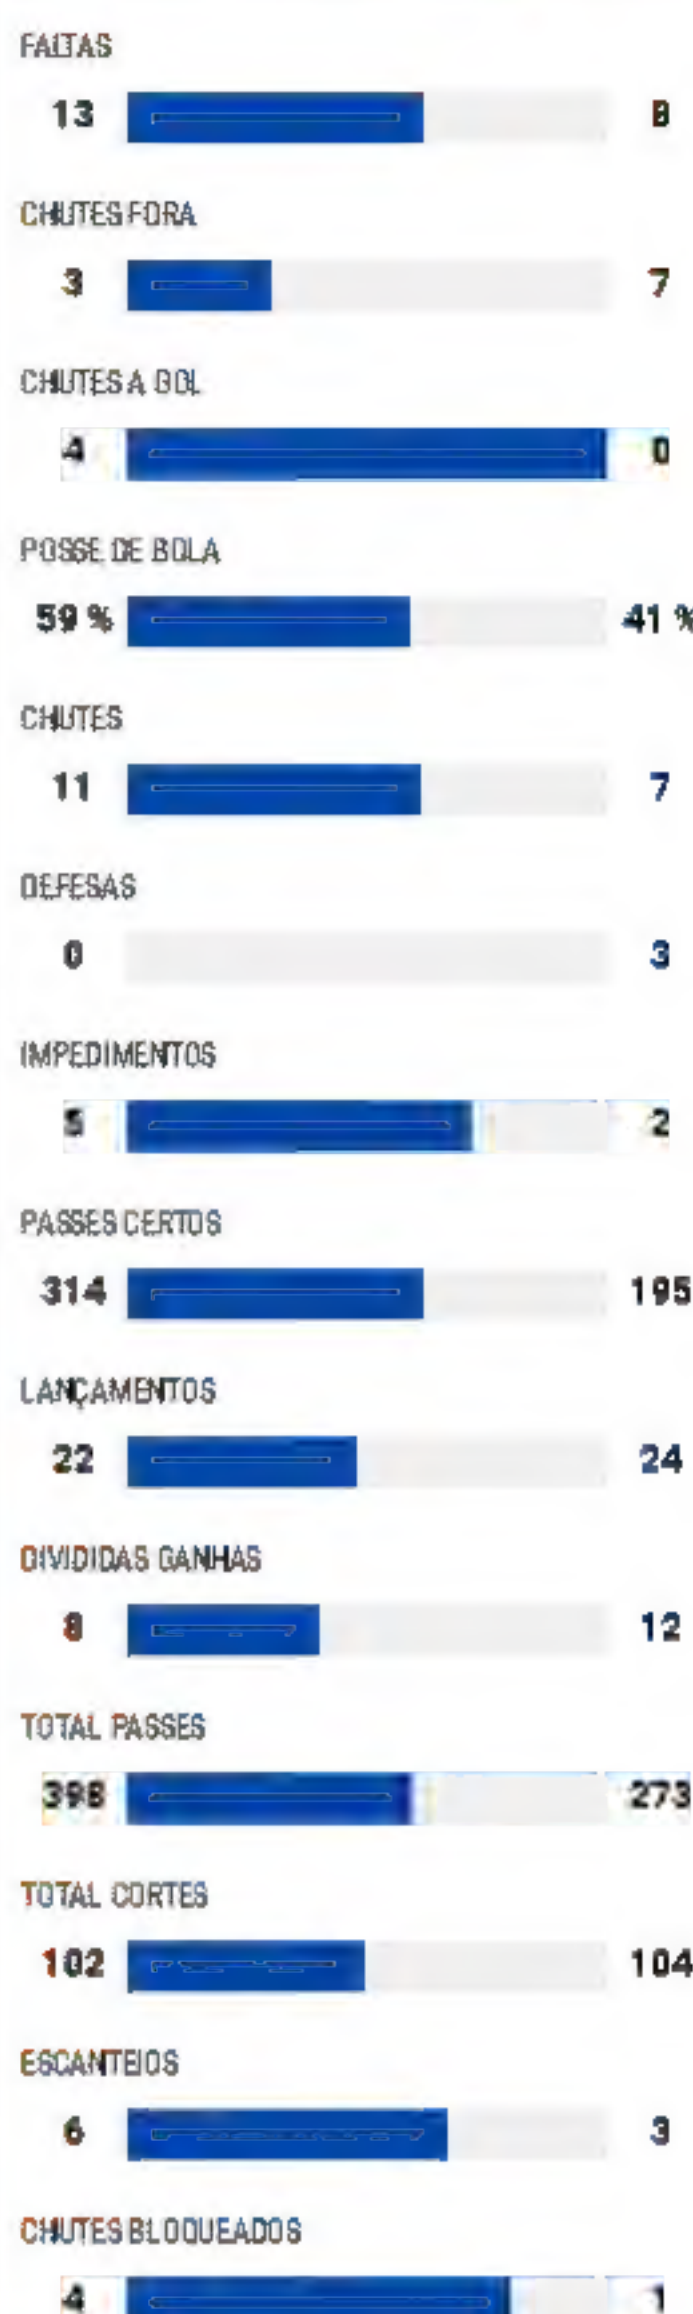 FALTAS
13 8
CHUTES FORA
3 7
CHUTES A GOL
4 0
POSSE DE BOLA
59 % 41 %
CHUTES
11 7
DEFESAS
0 3
IMPEDIMENTOS
5 2
PASSES CERTOS
314 195
LANÇAMENTOS
22 24
DIVIDIDAS GANHAS
8 12
TOTAL PASSES
398 273
TOTAL CORTES
102 104
ESCANTEIOS
6 3
CHUTES BLOQUEADOS
4 1